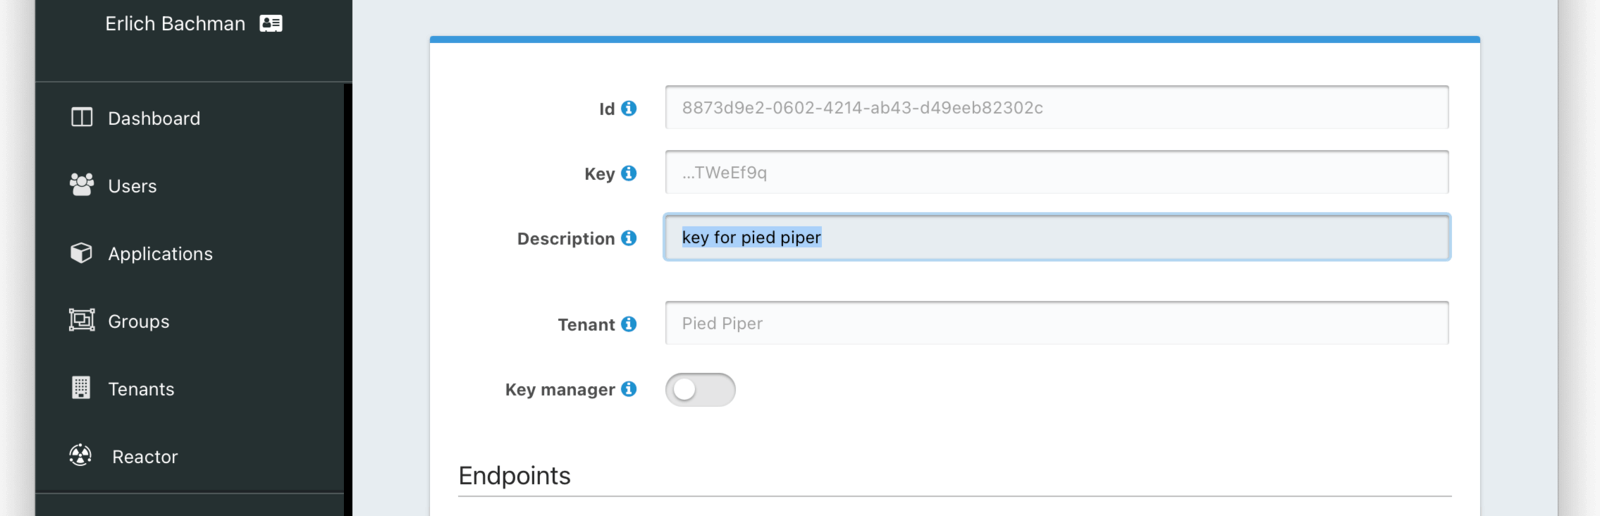 Erlich Bachman
Dashboard
Users
Applications
Groups
Tenants
Reactor
Id
8873d9e2-0602-4214-ab43-d49eeb82302c
Key
...TWeEf9q
Description
key for pied piper
Tenant
Pied Piper
Key manager
Endpoints